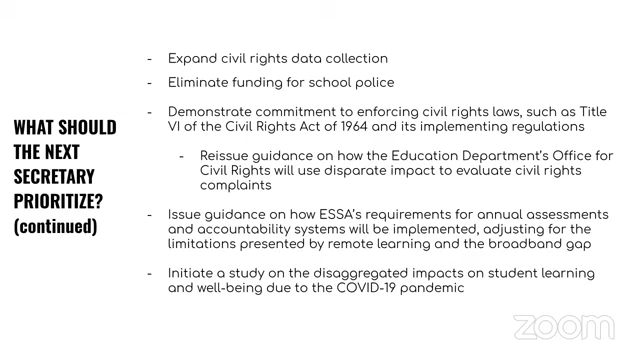 WHAT SHOULD
THE NEXT
SECRETARY
PRIORITIZE?
(continued)
- Expand civil rights data collection
- Eliminate funding for school police
- Demonstrate commitment to enforcing civil rights laws, such as Title
VI of the Civil Rights Act of 1964 and its implementing regulations
- Reissue guidance on how the Education Department's Office for
Civil Rights will use disparate impact to evaluate civil rights
complaints
- Issue guidance on how ESSA's requirements for annual assessments
and accountability systems will be implemented, adjusting for the
limitations presented by remote learning and the broadband gap
- Initiate a study on the disaggregated impacts on student learning
and well-being due to the COVID-19 pandemic
zoom